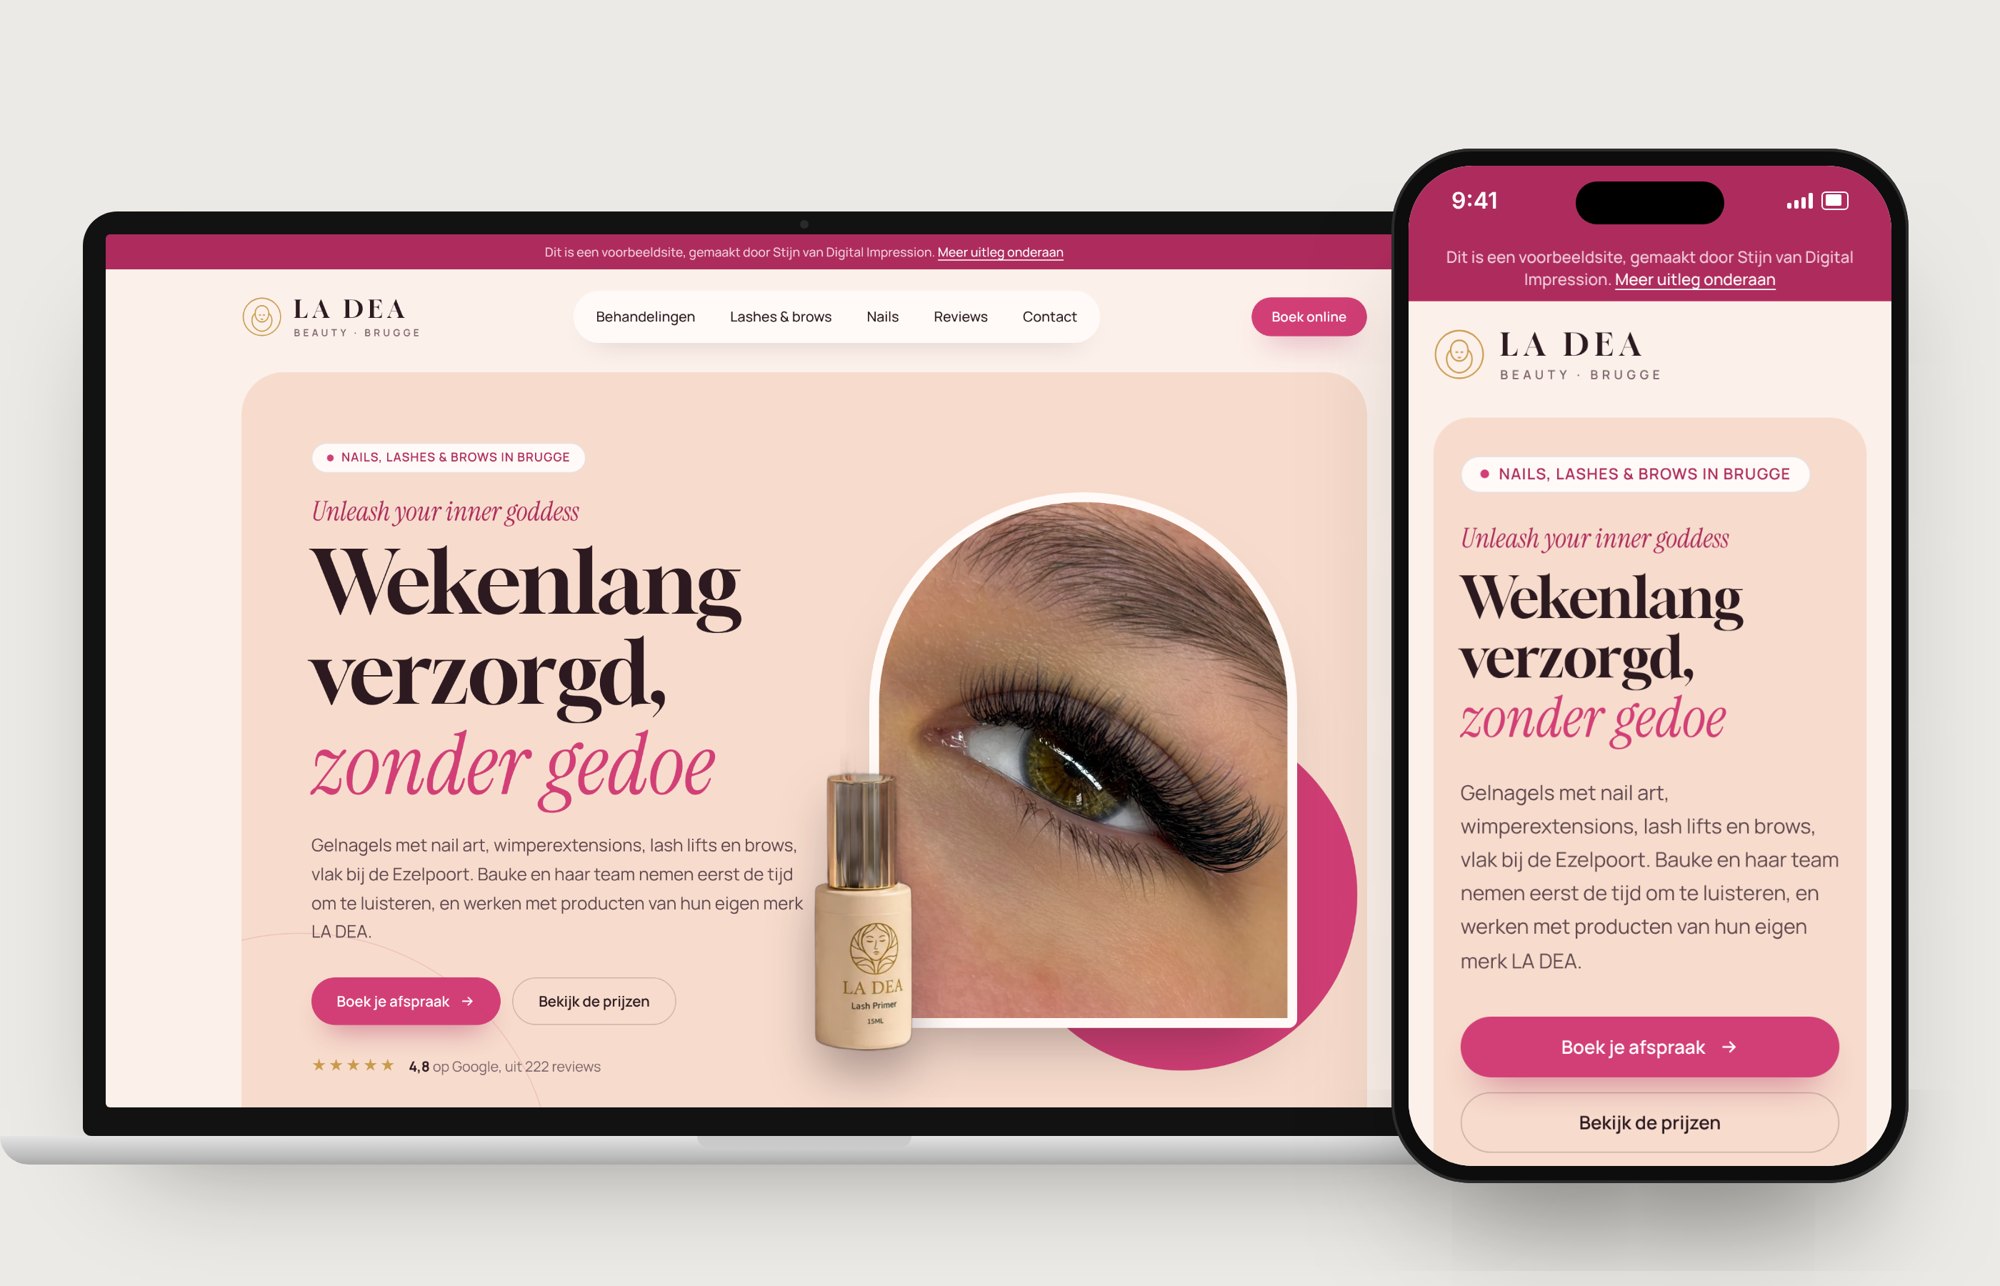 Dit is een voorbeeldsite, gemaakt door Stijn van Digital Impression. Meer uitleg onderaan
LA DEA
BEAUTY · BRUGGE
Behandelingen
Lashes & brows
Nails
Reviews
Contact
Boek online
NAILS, LASHES & BROWS IN BRUGGE
Unleash your inner goddess
Wekenlang
verzorgd,
zonder gedoe
Gelnagels met nail art, wimperextensions, lash lifts en brows,
vlak bij de Ezelpoort. Bauke en haar team nemen eerst de tijd
om te luisteren, en werken met producten van hun eigen merk
LA DEA.
Boek je afspraak →
Bekijk de prijzen
★★★★★ 4,8 op Google, uit 222 reviews
LA DEA
Lash Primer
15ML
9:41
Dit is een voorbeeldsite, gemaakt door Stijn van Digital
Impression. Meer uitleg onderaan
LA DEA
BEAUTY · BRUGGE
NAILS, LASHES & BROWS IN BRUGGE
Unleash your inner goddess
Wekenlang
verzorgd,
zonder gedoe
Gelnagels met nail art,
wimperextensions, lash lifts en brows,
vlak bij de Ezelpoort. Bauke en haar team
nemen eerst de tijd om te luisteren, en
werken met producten van hun eigen
merk LA DEA.
Boek je afspraak →
Bekijk de prijzen